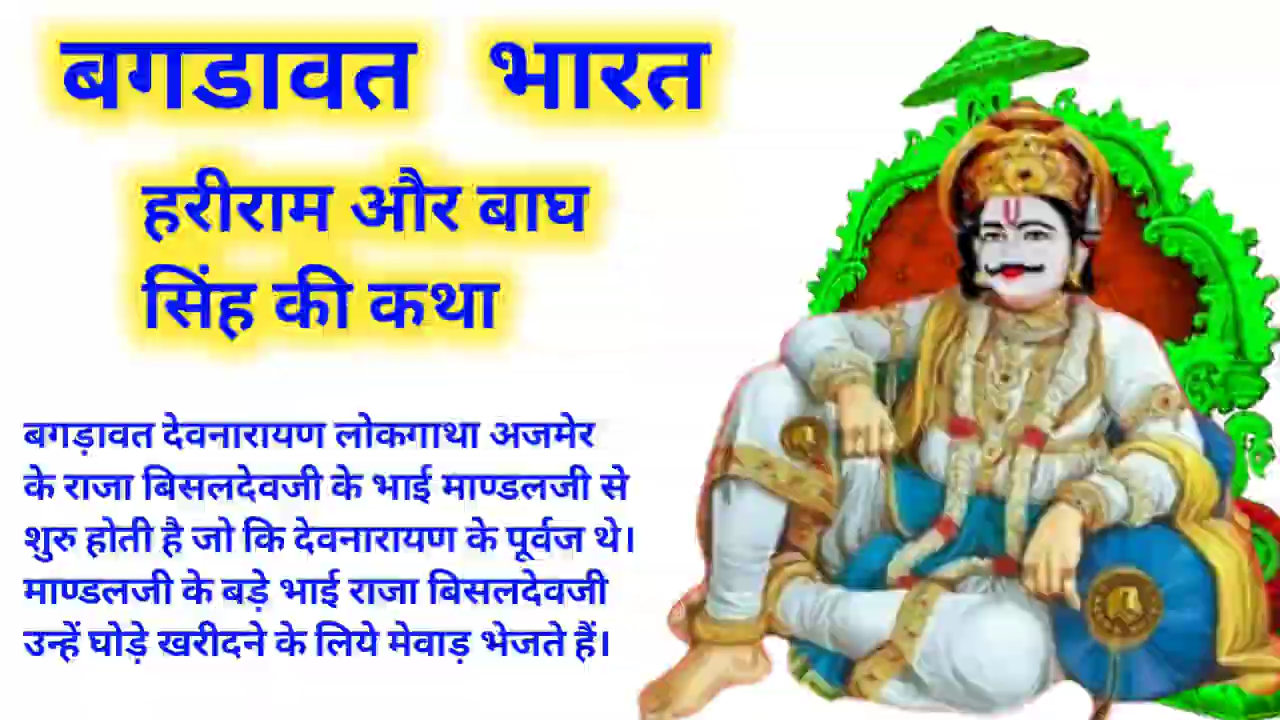 बगडावत भारत
हरीराम और बाघ
सिंह की कथा
बगड़ावत देवनारायण लोकगाथा अजमेर
के राजा बिसलदेवजी के भाई माण्डलजी से
शुरु होती है जो कि देवनारायण के पूर्वज थे।
माण्डलजी के बड़े भाई राजा बिसलदेवजी
उन्हें घोड़े खरीदने के लिये मेवाड़ भेजते हैं।